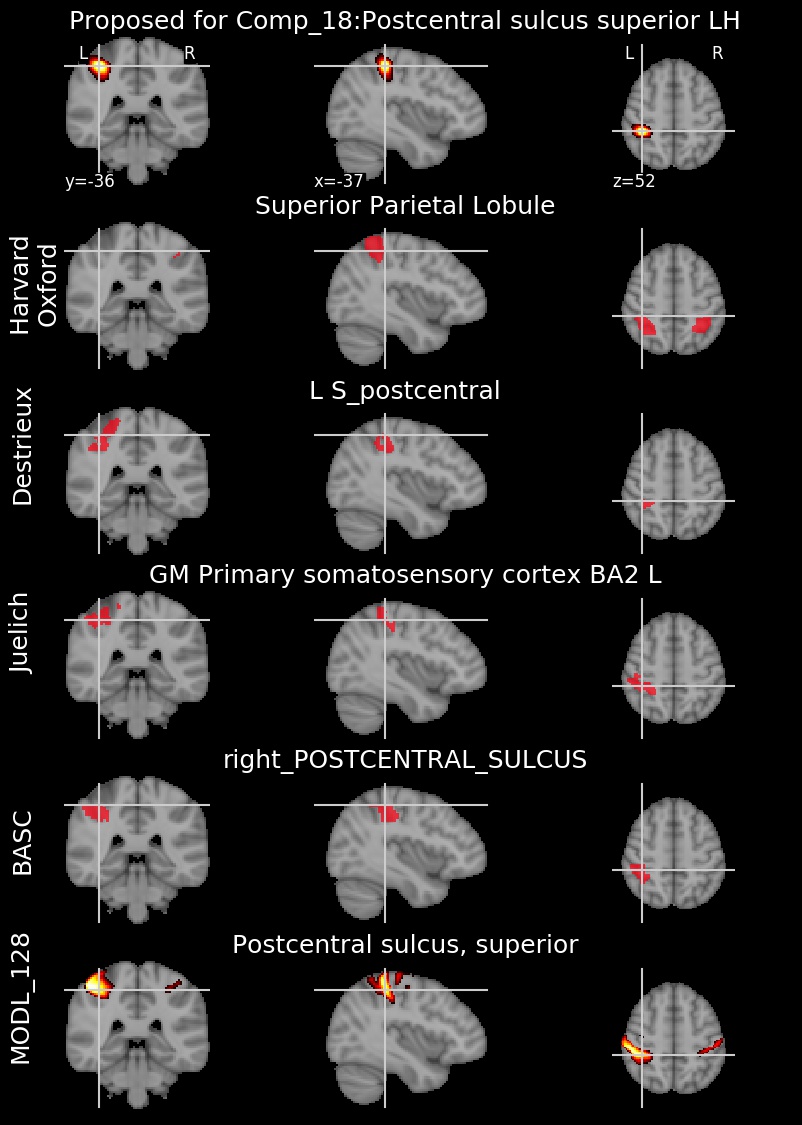 Proposed for Comp_18:Postcentral sulcus superior LH
L R L R
y=-36 x=-37 z=52
Superior Parietal Lobule
Harvard
Oxford
L S_postcentral
Destrieux
GM Primary somatosensory cortex BA2 L
Juelich
right_POSTCENTRAL_SULCUS
BASC
Postcentral sulcus, superior
MODL_128